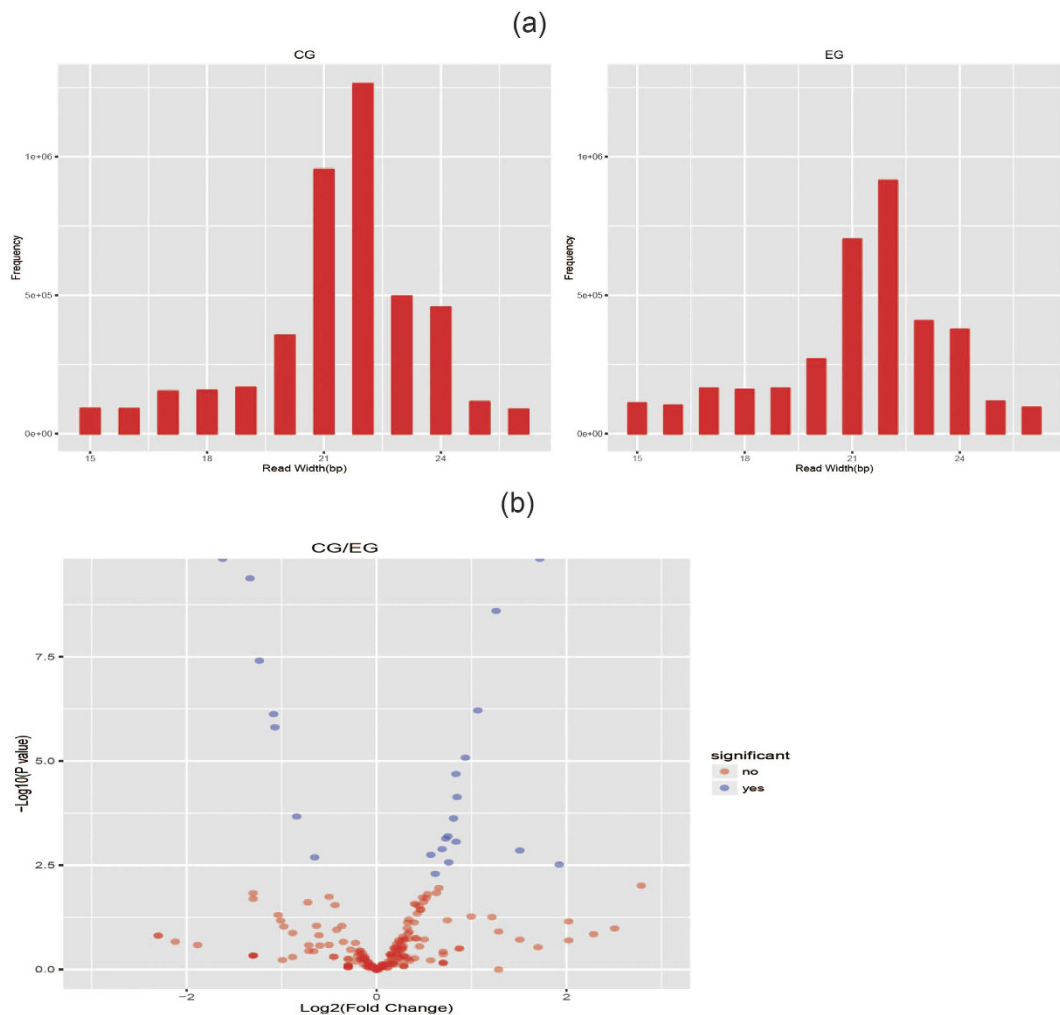 (a)
CG
EG
1e+06
5e+05
0e+00
Frequency
15
18
21
24
Read Width(bp)
1e+06
5e+05
0e+00
Frequency
15
18
21
24
Read Width(bp)
(b)
CG/EG
7.5
5.0
2.5
0.0
-Log10(P value)
-2
0
2
Log2(Fold Change)
significant
no
yes